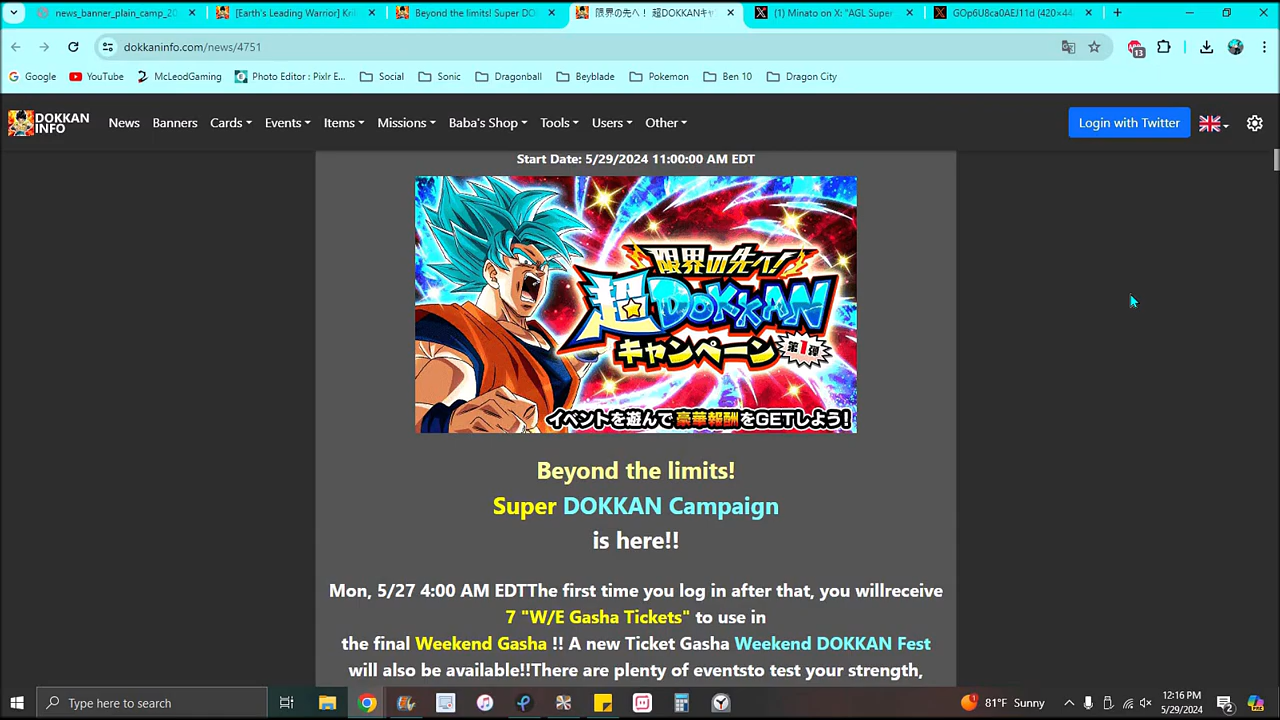 news_banner_plain_camp_20
[Earth's Leading Warrior] Kri
Beyond the limits! Super DO
限界の先へ！ 超DOKKANキャ
(1) Minato on X: "AGL Super
GOp6U8ca0AEJ11d (420×44
dokkaninfo.com/news/4751
13
Google
YouTube
McLeodGaming
Photo Editor : Pixlr E...
Social
Sonic
Dragonball
Beyblade
Pokemon
Ben 10
Dragon City
DOKKAN
INFO
News
Banners
Cards
Events
Items
Missions
Baba's Shop
Tools
Users
Other
Login with Twitter
Start Date: 5/29/2024 11:00:00 AM EDT
限界の先へ!
超DOKKAN
キャンペーン 第1弾
イベントを遊んで豪華報酬をGETしよう!
Beyond the limits!
Super DOKKAN Campaign
is here!!
Mon, 5/27 4:00 AM EDTThe first time you log in after that, you willreceive
7 "W/E Gasha Tickets" to use in
the final Weekend Gasha !! A new Ticket Gasha Weekend DOKKAN Fest
will also be available!!There are plenty of eventsto test your strength,
Type here to search
1
81°F Sunny
12:16 PM
5/29/2024
2